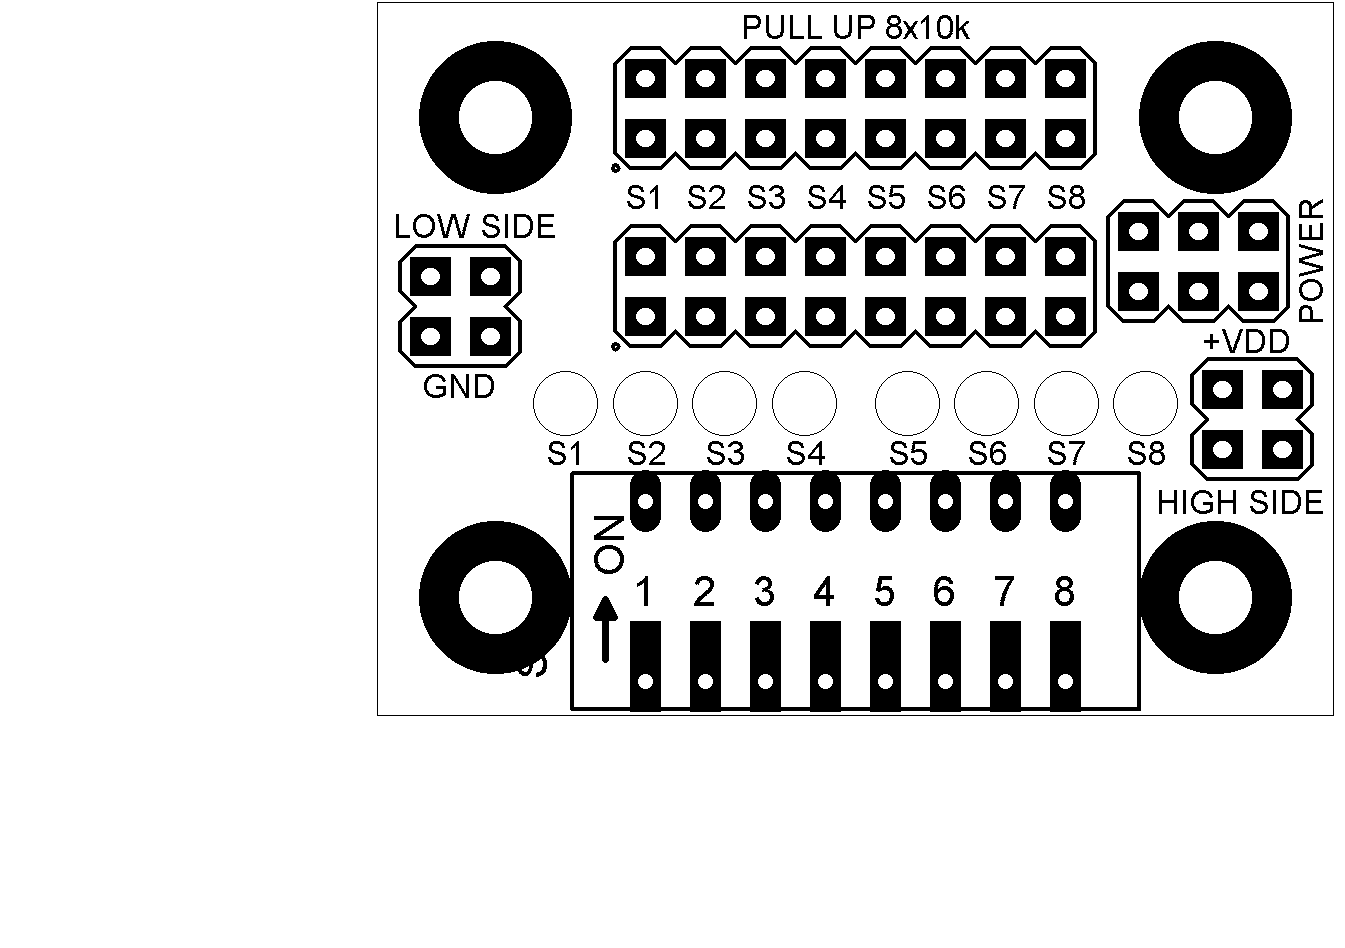 PULL UP 8x10k
S1 S2 S3 S4 S5 S6 S7 S8
LOW SIDE
POWER
+VDD
GND
S1 S2 S3 S4 S5 S6 S7 S8
HIGH SIDE
ON
1 2 3 4 5 6 7 8